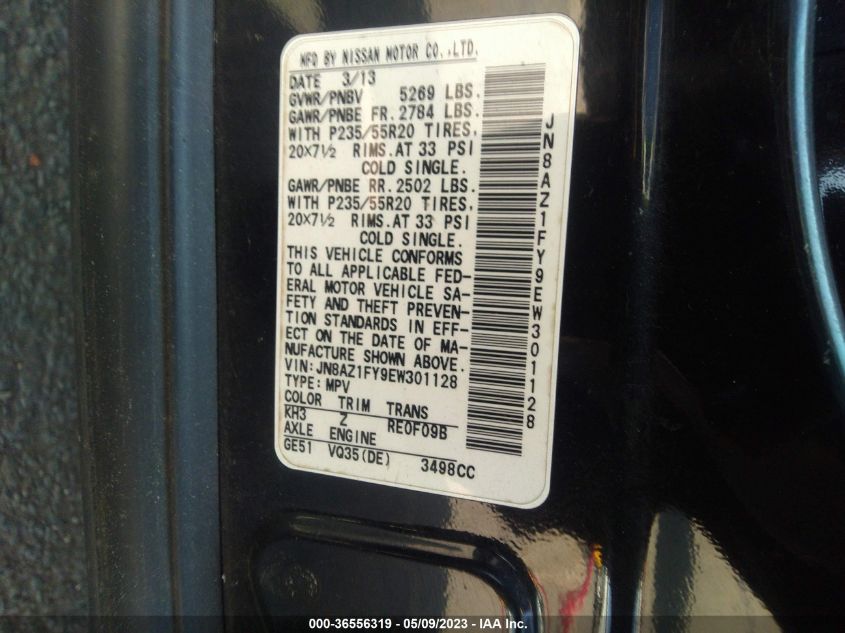 MFD BY NISSAN MOTOR CO.,LTD.
DATE 3/13
GVWR/PNBV 5269 LBS.
GAWR/PNBE FR. 2784 LBS.
WITH P235/55R20 TIRES,
20×7½ RIMS.AT 33 PSI
COLD SINGLE.
GAWR/PNBE RR. 2502 LBS.
WITH P235/55R20 TIRES,
20×7½ RIMS.AT 33 PSI
COLD SINGLE.
THIS VEHICLE CONFORMS
TO ALL APPLICABLE FED-
ERAL MOTOR VEHICLE SA-
FETY AND THEFT PREVEN-
TION STANDARDS IN EFF-
ECT ON THE DATE OF MA-
NUFACTURE SHOWN ABOVE.
VIN: JN8AZ1FY9EW301128
TYPE: MPV
COLOR TRIM TRANS
KH3 Z RE0F09B
AXLE ENGINE
GE51 VQ35(DE) 3498CC
JN8AZ1FY9EW301128
000-36556319 - 05/09/2023 - IAA Inc.